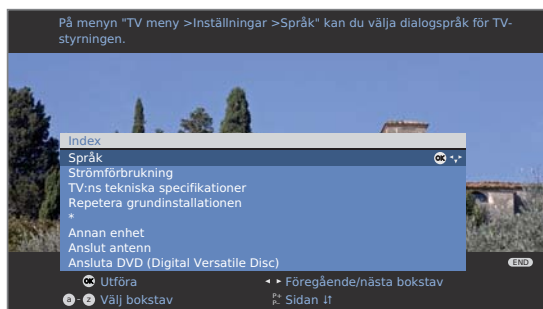 På menyn "TV meny >Inställningar >Språk" kan du välja dialogspråk för TV-
styrningen.
Index
Språk OK
Strömförbrukning
TV:ns tekniska specifikationer
Repetera grundinstallationen
*
Annan enhet
Anslut antenn
Ansluta DVD (Digital Versatile Disc)
END
OK Utföra
Föregående/nästa bokstav
a - z Välj bokstav
P+ P- Sidan ↓↑